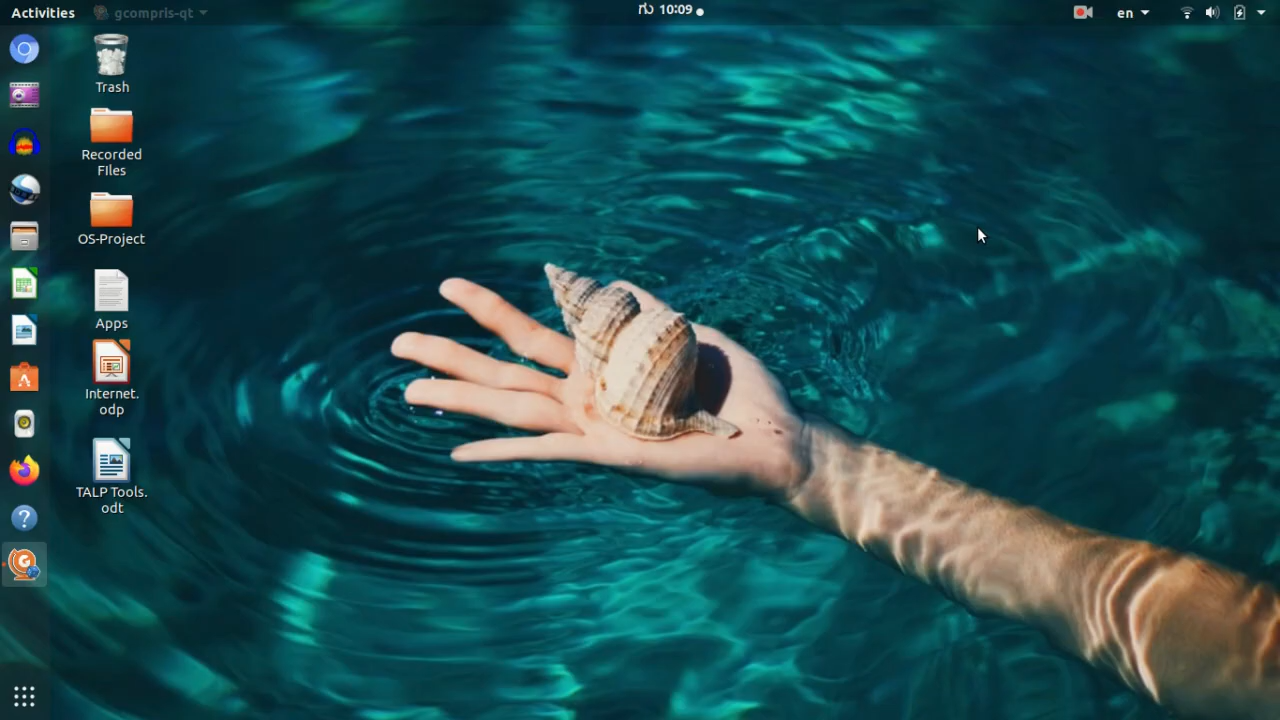 Activities
gcompris-qt
10:09
en
Trash
Recorded
FIles
OS-Project
Apps
Internet.
odp
TALP Tools.
odt